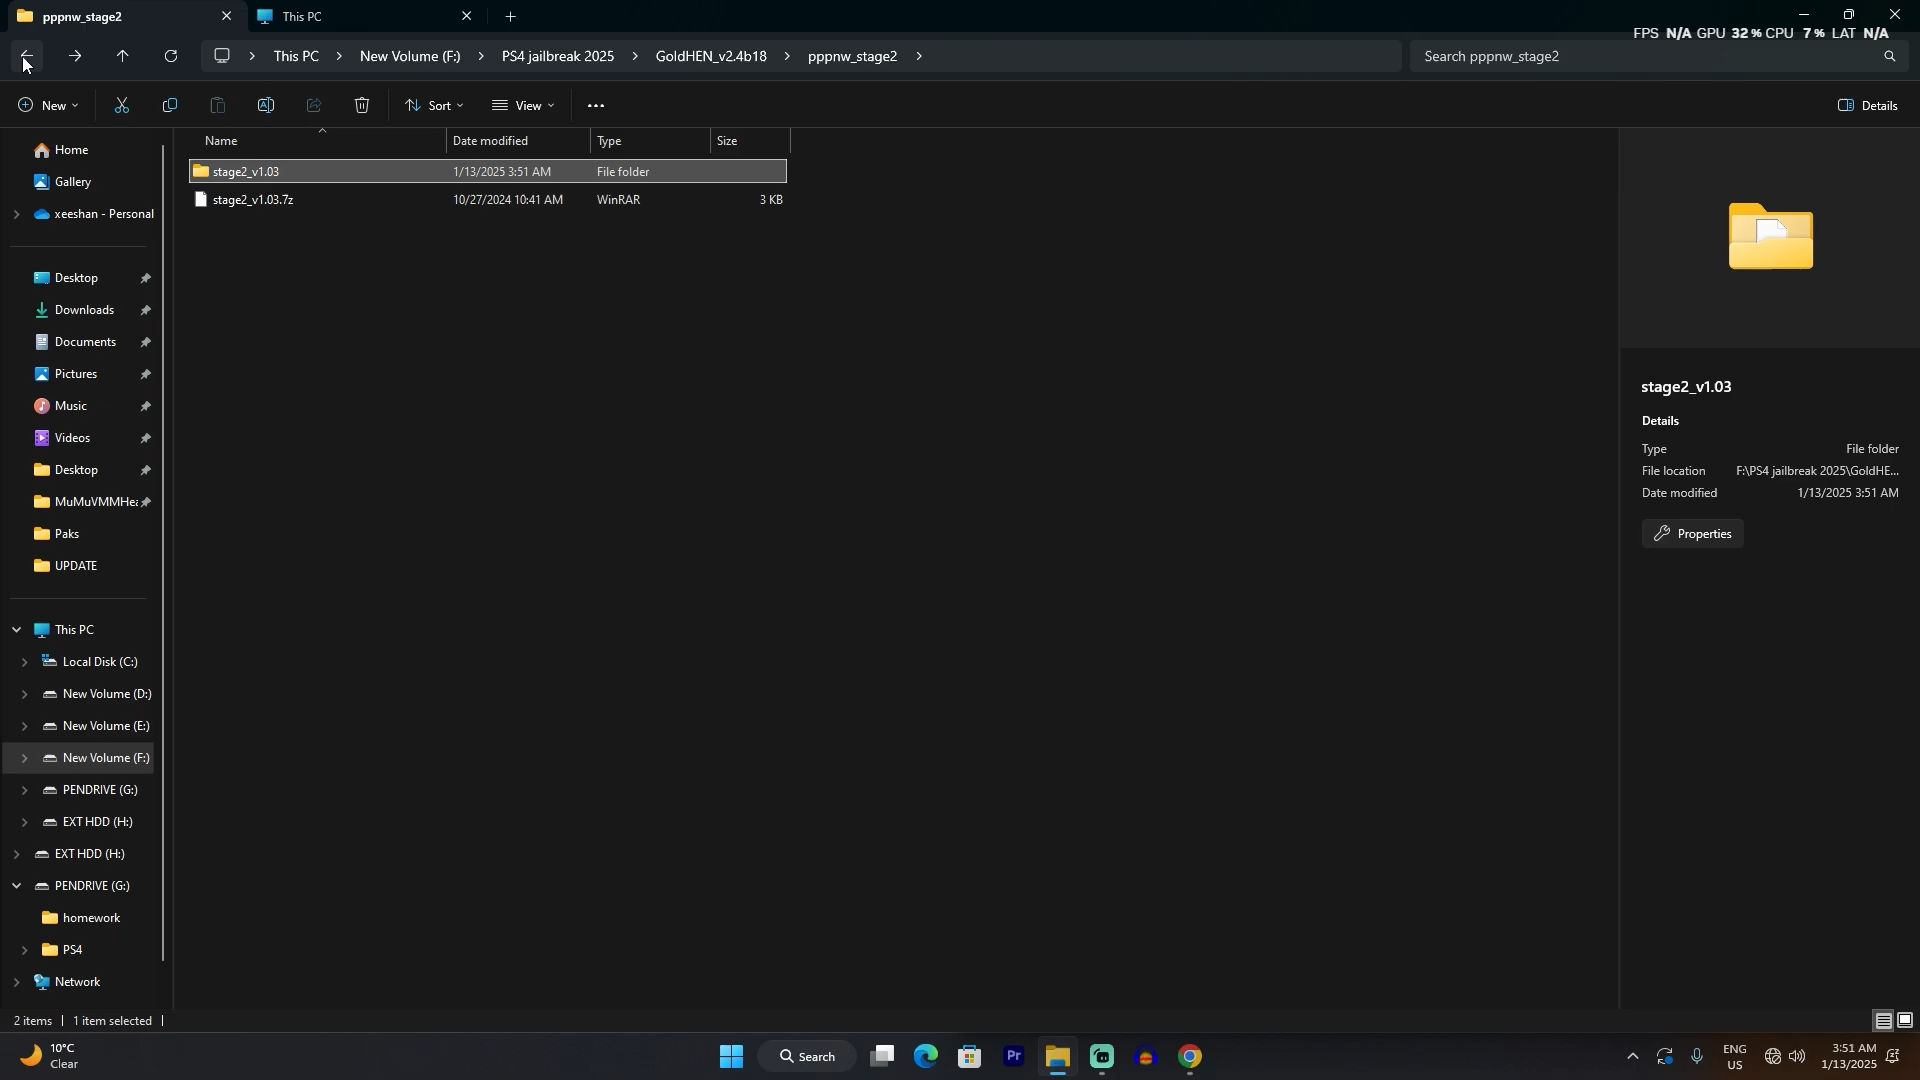 pppnw_stage2
This PC
FPS N/A GPU 32 % CPU 7 % LAT N/A
This PC New Volume (F:) PS4 jailbreak 2025 GoldHEN_v2.4b18 pppnw_stage2
Search pppnw_stage2
New
Sort
View
Details
Name Date modified Type Size
stage2_v1.03 1/13/2025 3:51 AM File folder
stage2_v1.03.7z 10/27/2024 10:41 AM WinRAR 3 KB
Home
Gallery
xeeshan - Personal
Desktop
Downloads
Documents
Pictures
Music
Videos
Desktop
MuMuVMMHea
Paks
UPDATE
This PC
Local Disk (C:)
New Volume (D:)
New Volume (E:)
New Volume (F:)
PENDRIVE (G:)
EXT HDD (H:)
EXT HDD (H:)
PENDRIVE (G:)
homework
PS4
Network
stage2_v1.03
Details
Type File folder
File location F:\PS4 jailbreak 2025\GoldHE...
Date modified 1/13/2025 3:51 AM
Properties
2 items 1 item selected
10°C
Clear
Search
Pr
ENG
US
3:51 AM
1/13/2025